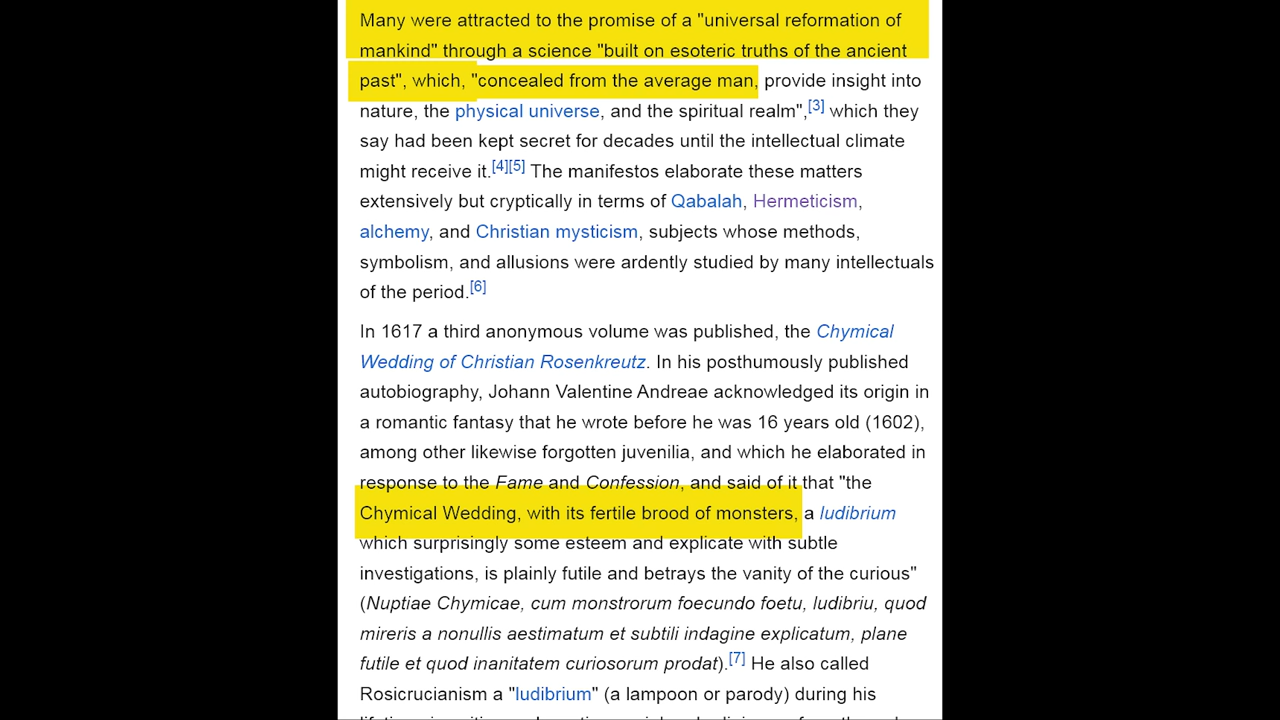 Many were attracted to the promise of a "universal reformation of
mankind" through a science "built on esoteric truths of the ancient
past", which, "concealed from the average man, provide insight into
nature, the physical universe, and the spiritual realm",[3] which they
say had been kept secret for decades until the intellectual climate
might receive it.[4][5] The manifestos elaborate these matters
extensively but cryptically in terms of Qabalah, Hermeticism,
alchemy, and Christian mysticism, subjects whose methods,
symbolism, and allusions were ardently studied by many intellectuals
of the period.[6]
In 1617 a third anonymous volume was published, the Chymical
Wedding of Christian Rosenkreutz. In his posthumously published
autobiography, Johann Valentine Andreae acknowledged its origin in
a romantic fantasy that he wrote before he was 16 years old (1602),
among other likewise forgotten juvenilia, and which he elaborated in
response to the Fame and Confession, and said of it that "the
Chymical Wedding, with its fertile brood of monsters, a ludibrium
which surprisingly some esteem and explicate with subtle
investigations, is plainly futile and betrays the vanity of the curious"
(Nuptiae Chymicae, cum monstrorum foecundo foetu, ludibriu, quod
mireris a nonullis aestimatum et subtili indagine explicatum, plane
futile et quod inanitatem curiosorum prodat).[7] He also called
Rosicrucianism a "ludibrium" (a lampoon or parody) during his